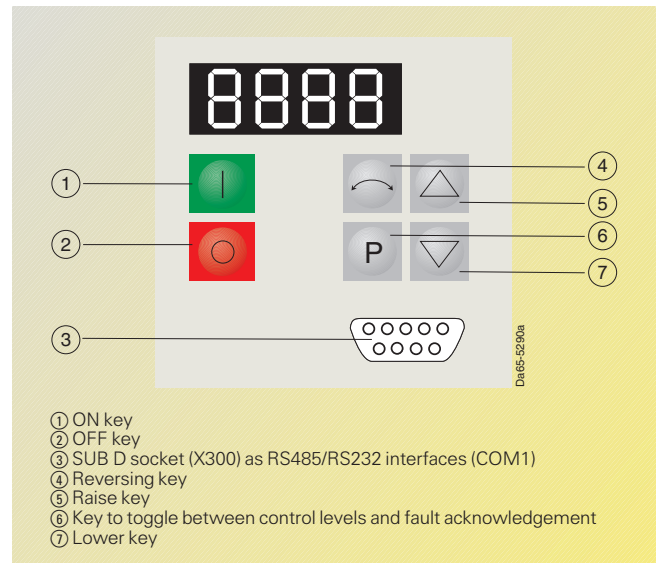 8888
①
④
⑤
②
P
⑥
⑦
③
Da65-5290a
① ON key
② OFF key
③ SUB D socket (X300) as RS485/RS232 interfaces (COM1)
④ Reversing key
⑤ Raise key
⑥ Key to toggle between control levels and fault acknowledgement
⑦ Lower key